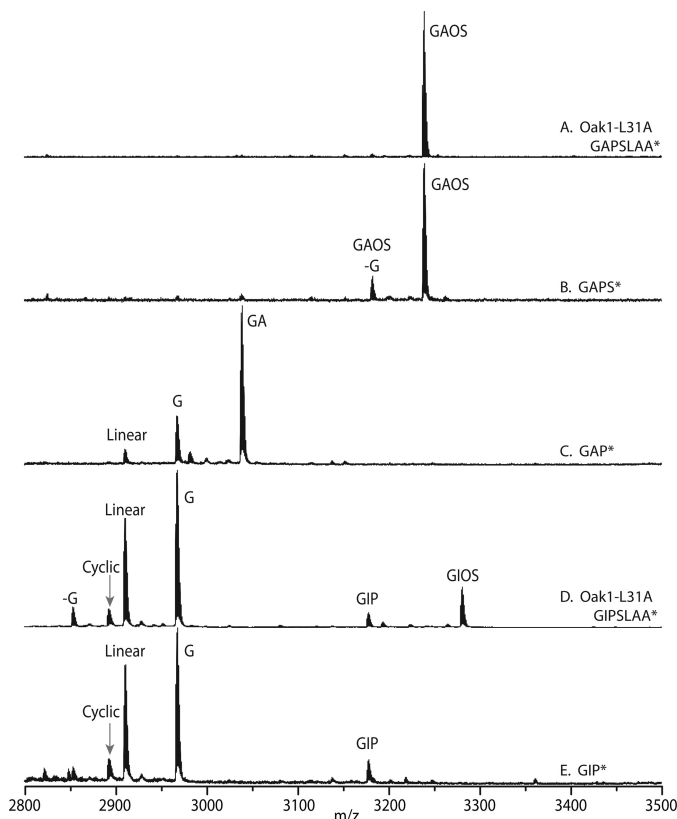 GAOS
A. Oak1-L31A
GAPSLAA*
GAOS
GAOS
-G
B. GAPS*
GA
G
Linear
C. GAP*
G
Linear
Cyclic
-G
GIP
GIOS
D. Oak1-L31A
GIPSLAA*
Linear
G
Cyclic
GIP
E. GIP*
2800 2900 3000 3100 3200 3300 3400 3500
m/z